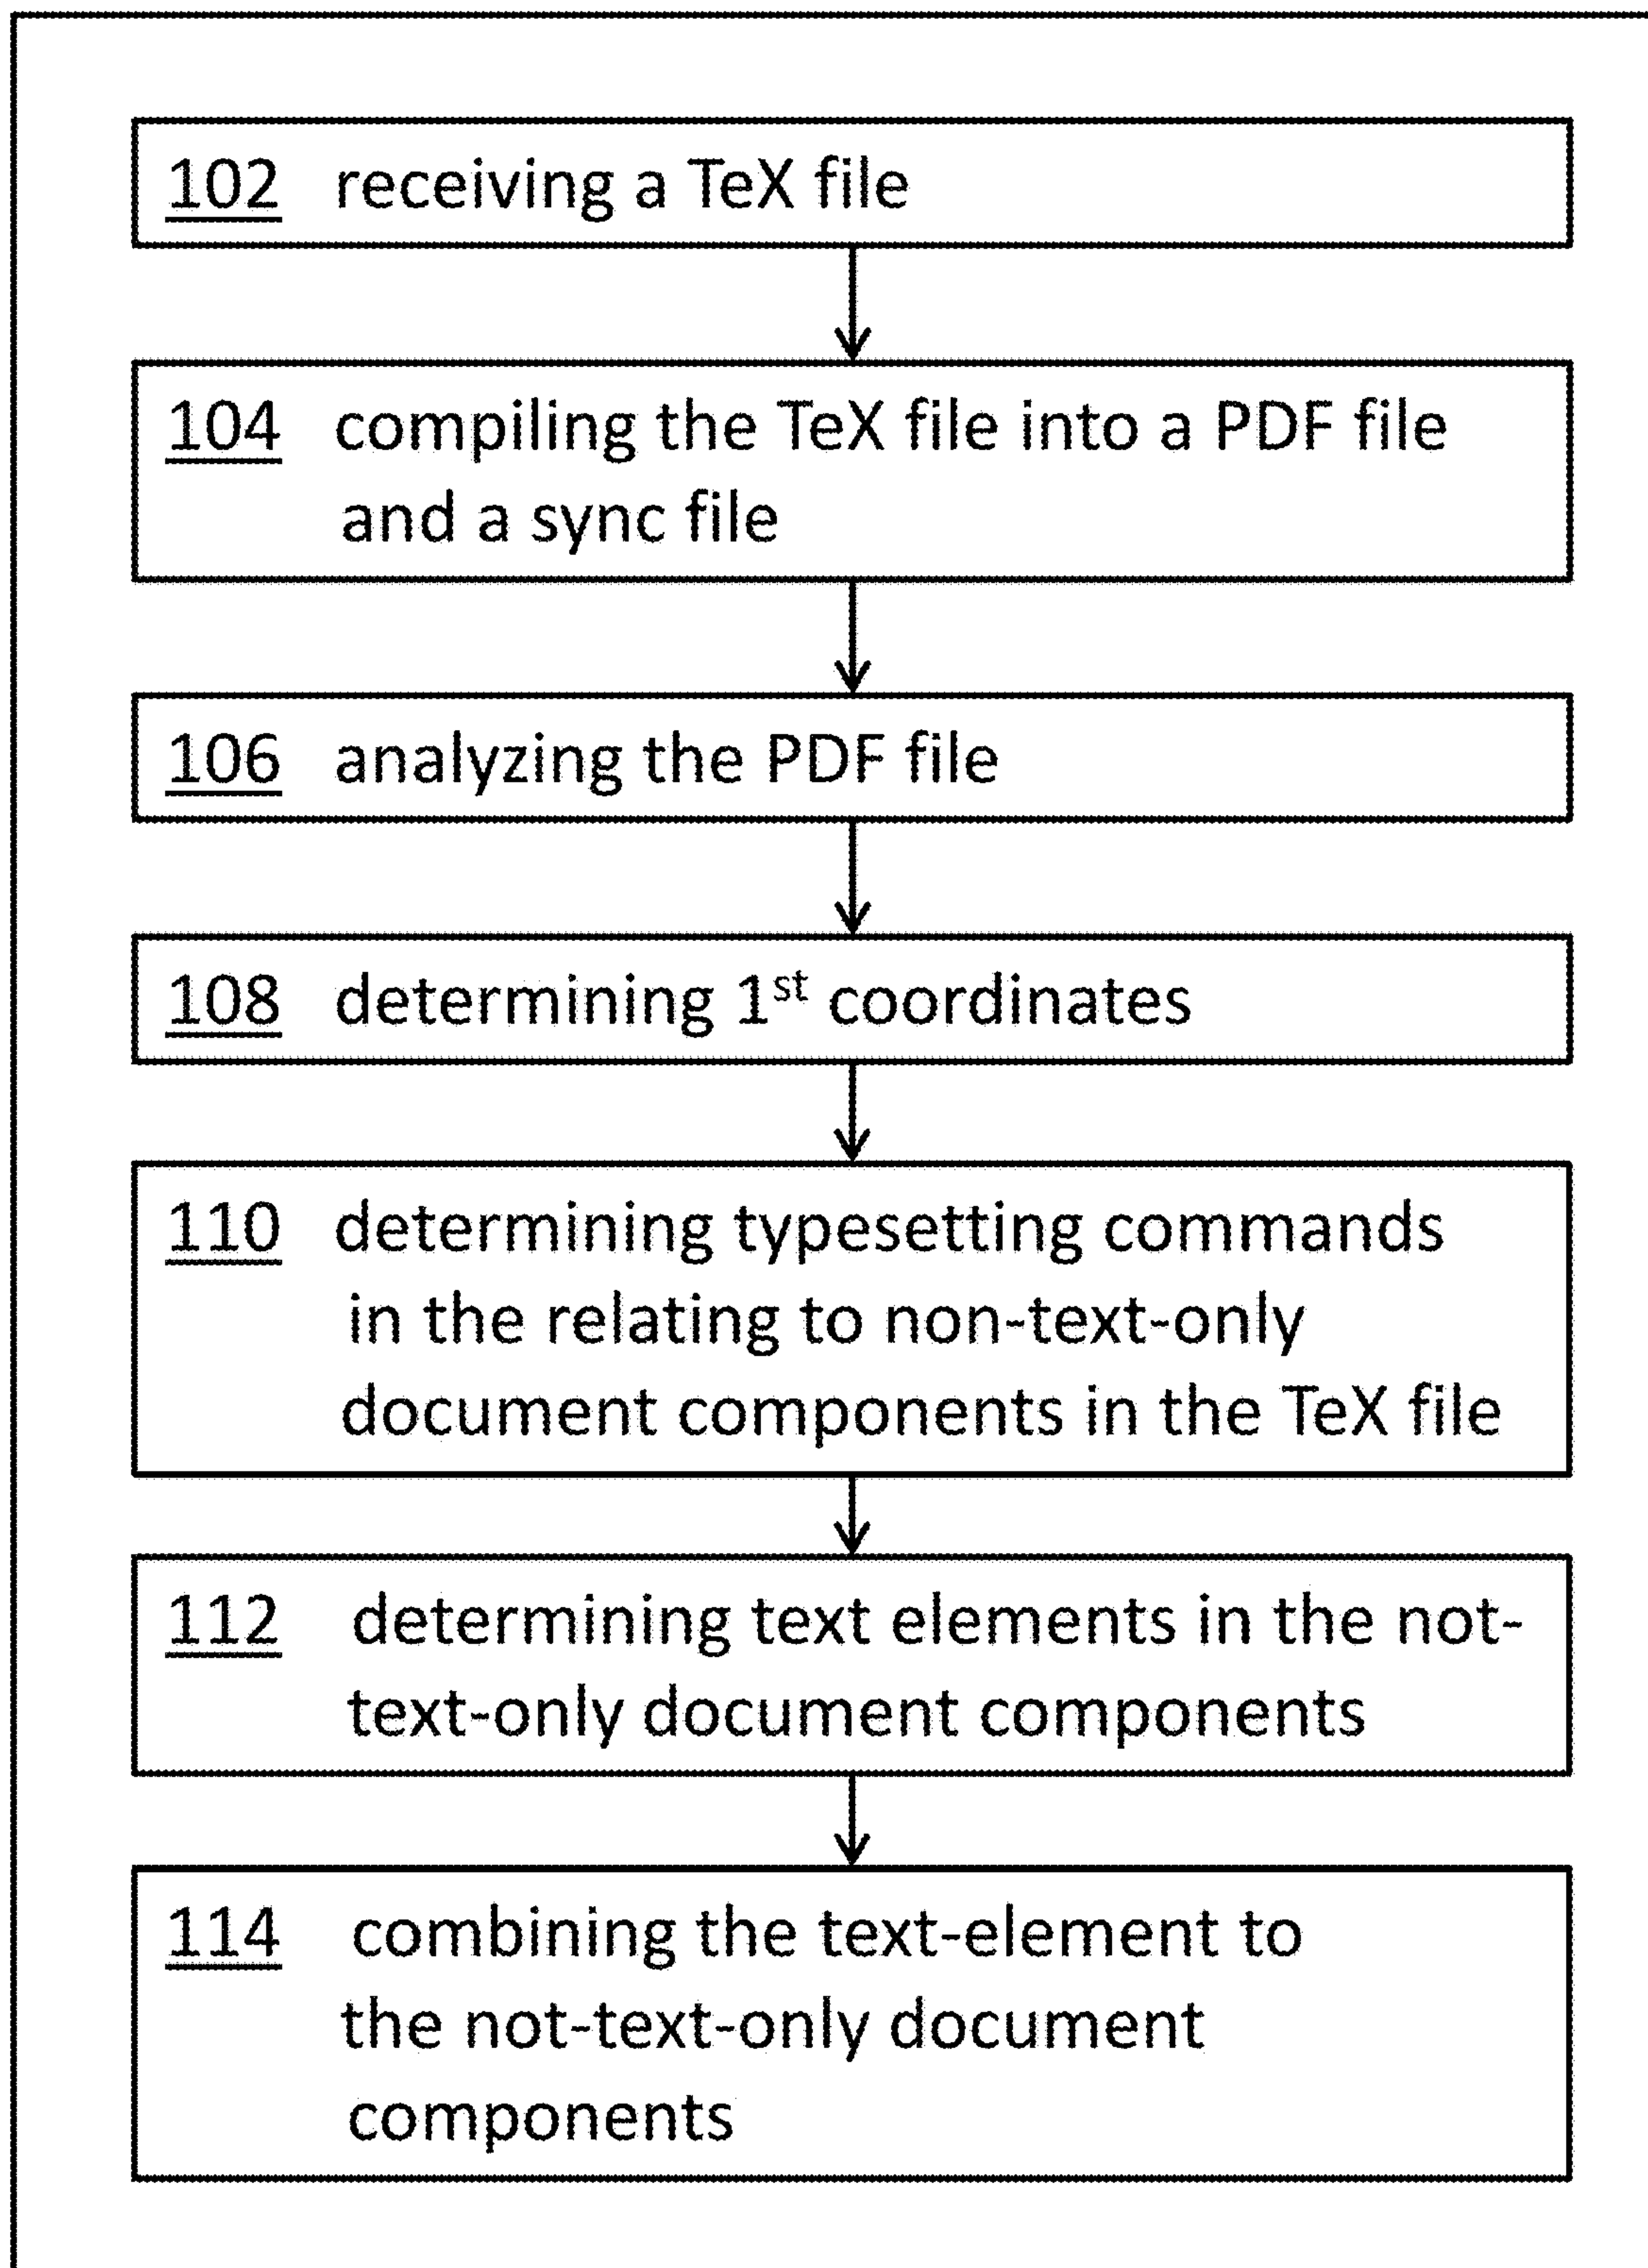 102 receiving a TeX file
104 compiling the TeX file into a PDF file
and a sync file
106 analyzing the PDF file
108 determining 1st coordinates
110 determining typesetting commands
in the relating to non-text-only
document components in the TeX file
112 determining text elements in the not-
text-only document components
114 combining the text-element to
the not-text-only document
components